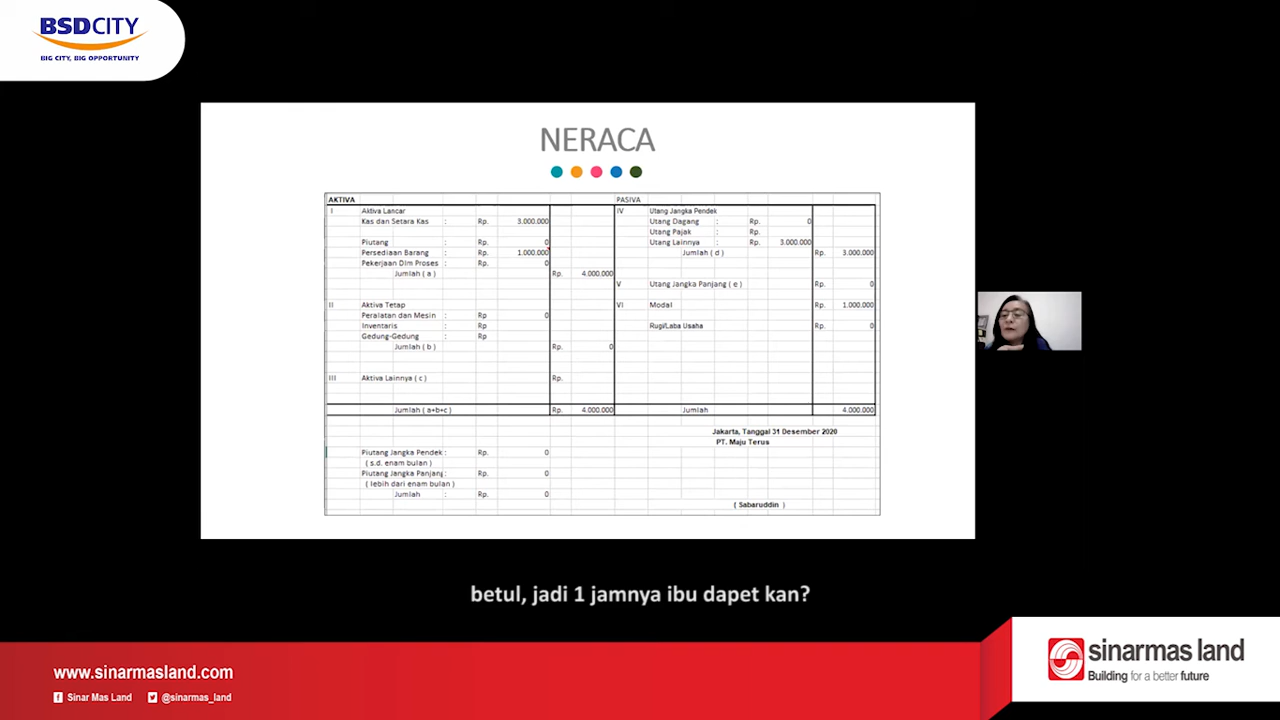 BSDCITY
BIG CITY, BIG OPPORTUNITY
NERACA
AKTIVA PASIVA
I Aktiva Lancar IV Utang Jangka Pendek
Kas dan Setara Kas : Rp. 3.000.000 Utang Dagang : Rp. 0
Utang Pajak : Rp.
Piutang : Rp. 0 Utang Lainnya : Rp. 3.000.000
Persediaan Barang : Rp. 1.000.000 Jumlah ( d ) Rp. 3.000.000
Pekerjaan Dlm Proses : Rp. 0
Jumlah ( a ) Rp. 4.000.000
V Utang Jangka Panjang ( e ) Rp. 0
II Aktiva Tetap VI Modal Rp. 1.000.000
Peralatan dan Mesin : Rp 0
Inventaris : Rp Rugi/Laba Usaha Rp. 0
Gedung-Gedung : Rp
Jumlah ( b ) Rp. 0
III Aktiva Lainnya ( c ) Rp.
Jumlah ( a+b+c ) Rp. 4.000.000 Jumlah 4.000.000
Jakarta, Tanggal 31 Desember 2020
PT. Maju Terus
Piutang Jangka Pendek : Rp. 0
( s.d. enam bulan )
Piutang Jangka Panjang : Rp. 0
( lebih dari enam bulan )
Jumlah : Rp. 0
( Sabaruddin )
betul, jadi 1 jamnya ibu dapet kan?
www.sinarmasland.com
Sinar Mas Land @sinarmas_land
sinarmas land
Building for a better future